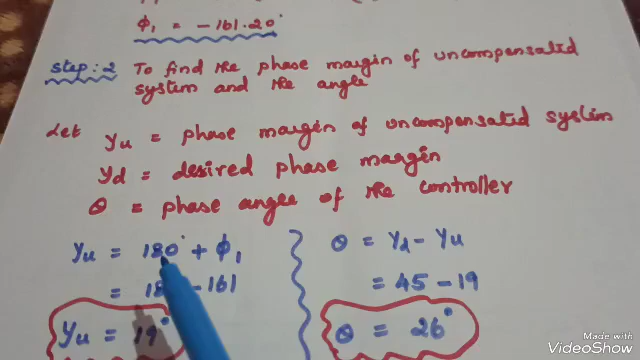 ϕ₁ = -161.20°
Step:2 To find the phase margin of uncompensated
system and the angle
Let γu = phase margin of uncompensated system
γd = desired phase margin
θ = phase angle of the controller
γu = 180° + ϕ₁
= 18 - 161
γu = 19°
θ = γd - γu
= 45 - 19
θ = 26°
Made with
VideoShow